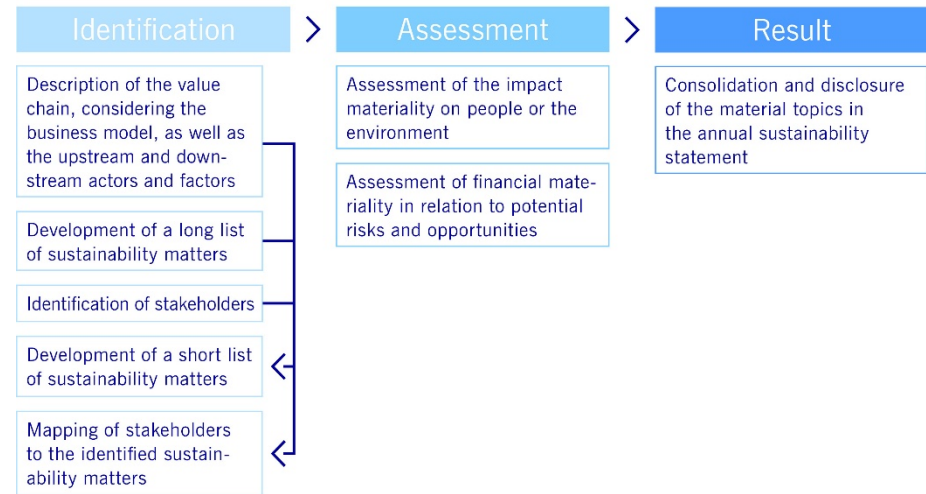 Identification
Assessment
Result
Description of the value
chain, considering the
business model, as well as
the upstream and down-
stream actors and factors
Development of a long list
of sustainability matters
Identification of stakeholders
Development of a short list
of sustainability matters
Mapping of stakeholders
to the identified sustain-
ability matters
Assessment of the impact
materiality on people or the
environment
Assessment of financial mate-
riality in relation to potential
risks and opportunities
Consolidation and disclosure
of the material topics in
the annual sustainability
statement